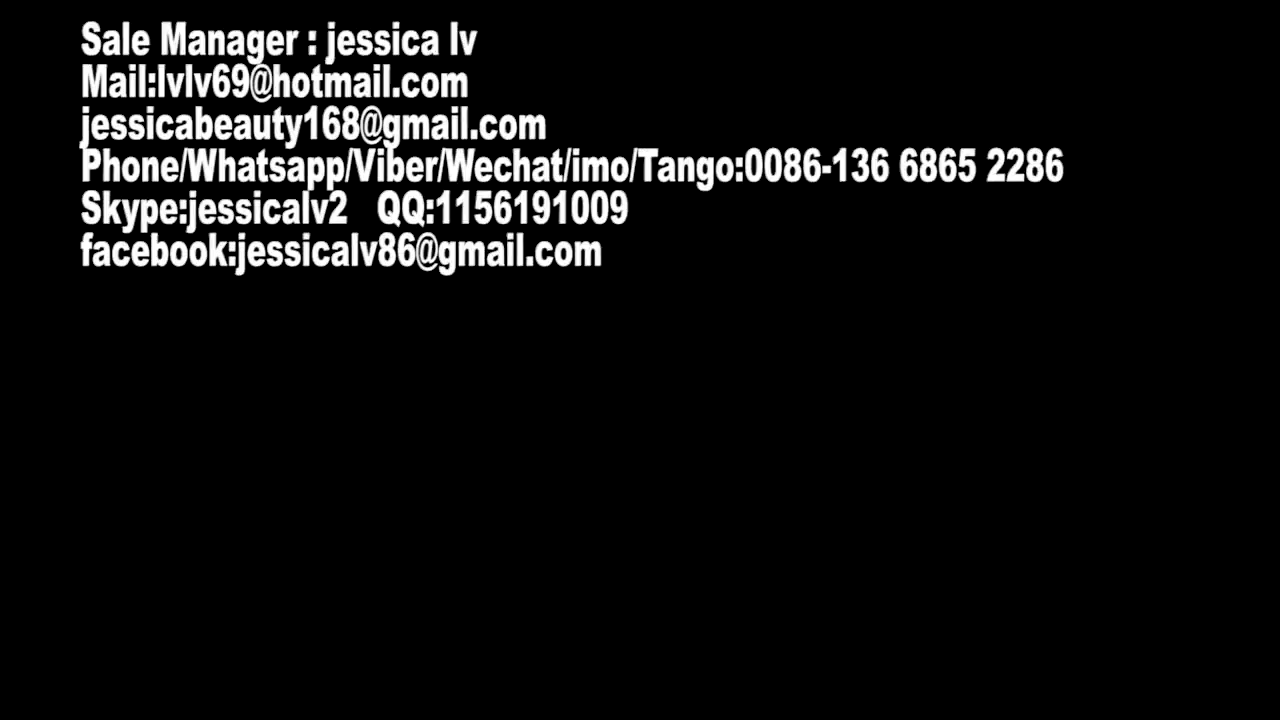 Sale Manager : jessica lv
Mail:lvlv69@hotmail.com
jessicabeauty168@gmail.com
Phone/Whatsapp/Viber/Wechat/imo/Tango:0086-136 6865 2286
Skype:jessicalv2   QQ:1156191009
facebook:jessicalv86@gmail.com